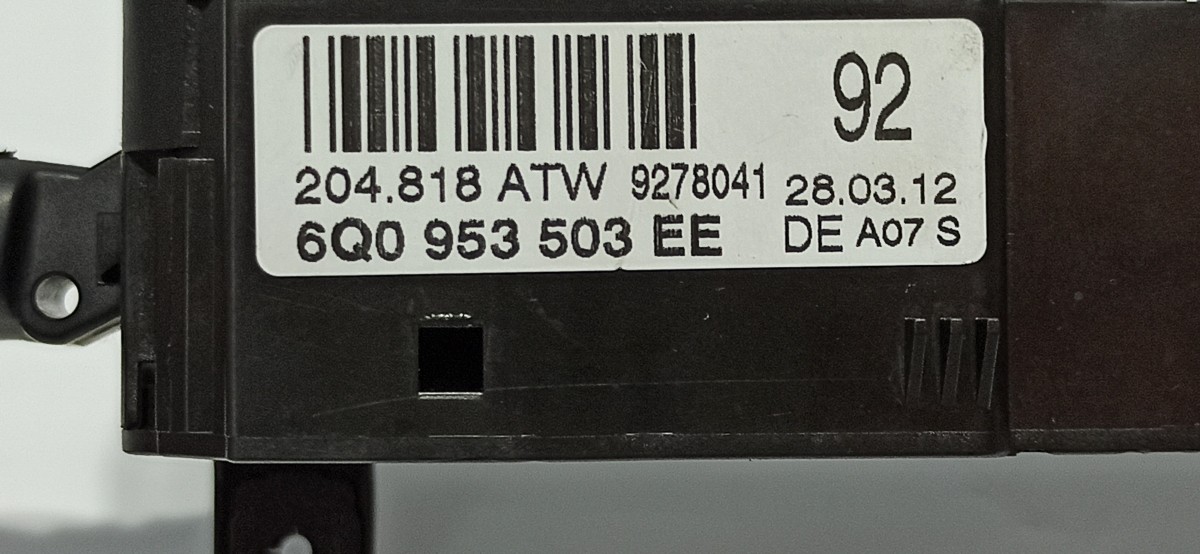 92
204.818 ATW 9278041 28.03.12
6Q0 953 503 EE DE A07 S